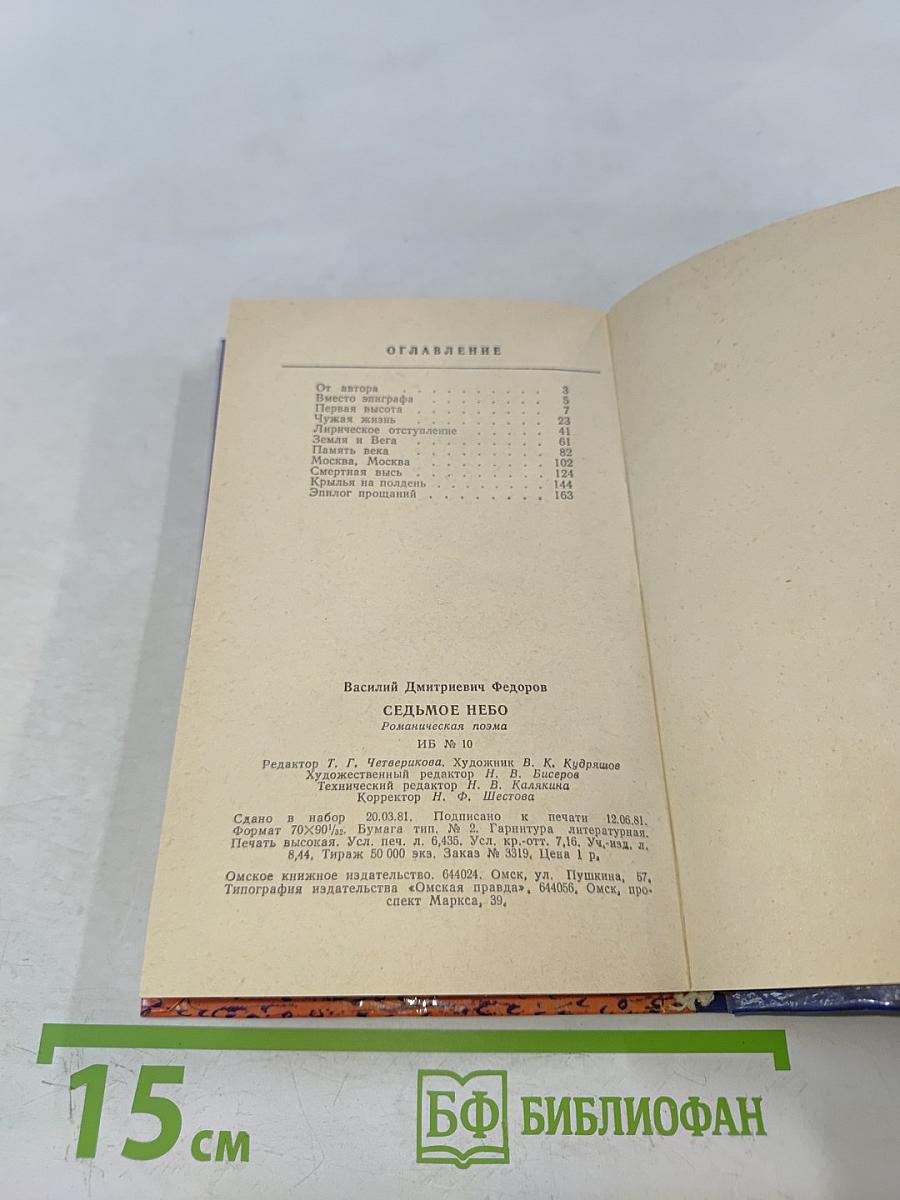 ОГЛАВЛЕНИЕ
От автора . . . . . . . . . 3
Вместо эпиграфа . . . . . . . . 5
Первая высота . . . . . . . . 7
Чужая жизнь . . . . . . . . 23
Лирическое отступление . . . . . 41
Земля и Вега . . . . . . . . 61
Память века . . . . . . . . 82
Москва, Москва . . . . . . . . 102
Смертная высь . . . . . . . . 124
Крылья на полдень . . . . . . . 144
Эпилог прощаний . . . . . . . 163
Василий Дмитриевич Федоров
СЕДЬМОЕ НЕБО
Романическая поэма
ИБ № 10
Редактор Т. Г. Четверикова. Художник В. К. Кудряшов
Художественный редактор Н. В. Бисеров
Технический редактор Н. В. Калякина
Корректор Н. Ф. Шестова
Сдано в набор 20.03.81. Подписано к печати 12.06.81.
Формат 70×90¹/₃₂. Бумага тип. № 2. Гарнитура литературная.
Печать высокая. Усл. печ. л. 6,435. Усл. кр.-отт. 7,16. Уч.-изд. л.
8,44. Тираж 50 000 экз. Заказ № 3319. Цена 1 р.
Омское книжное издательство. 644024. Омск, ул. Пушкина, 57.
Типография издательства «Омская правда». 644056. Омск, про-
спект Маркса, 39.
15 см
БФ БИБЛИОФАН